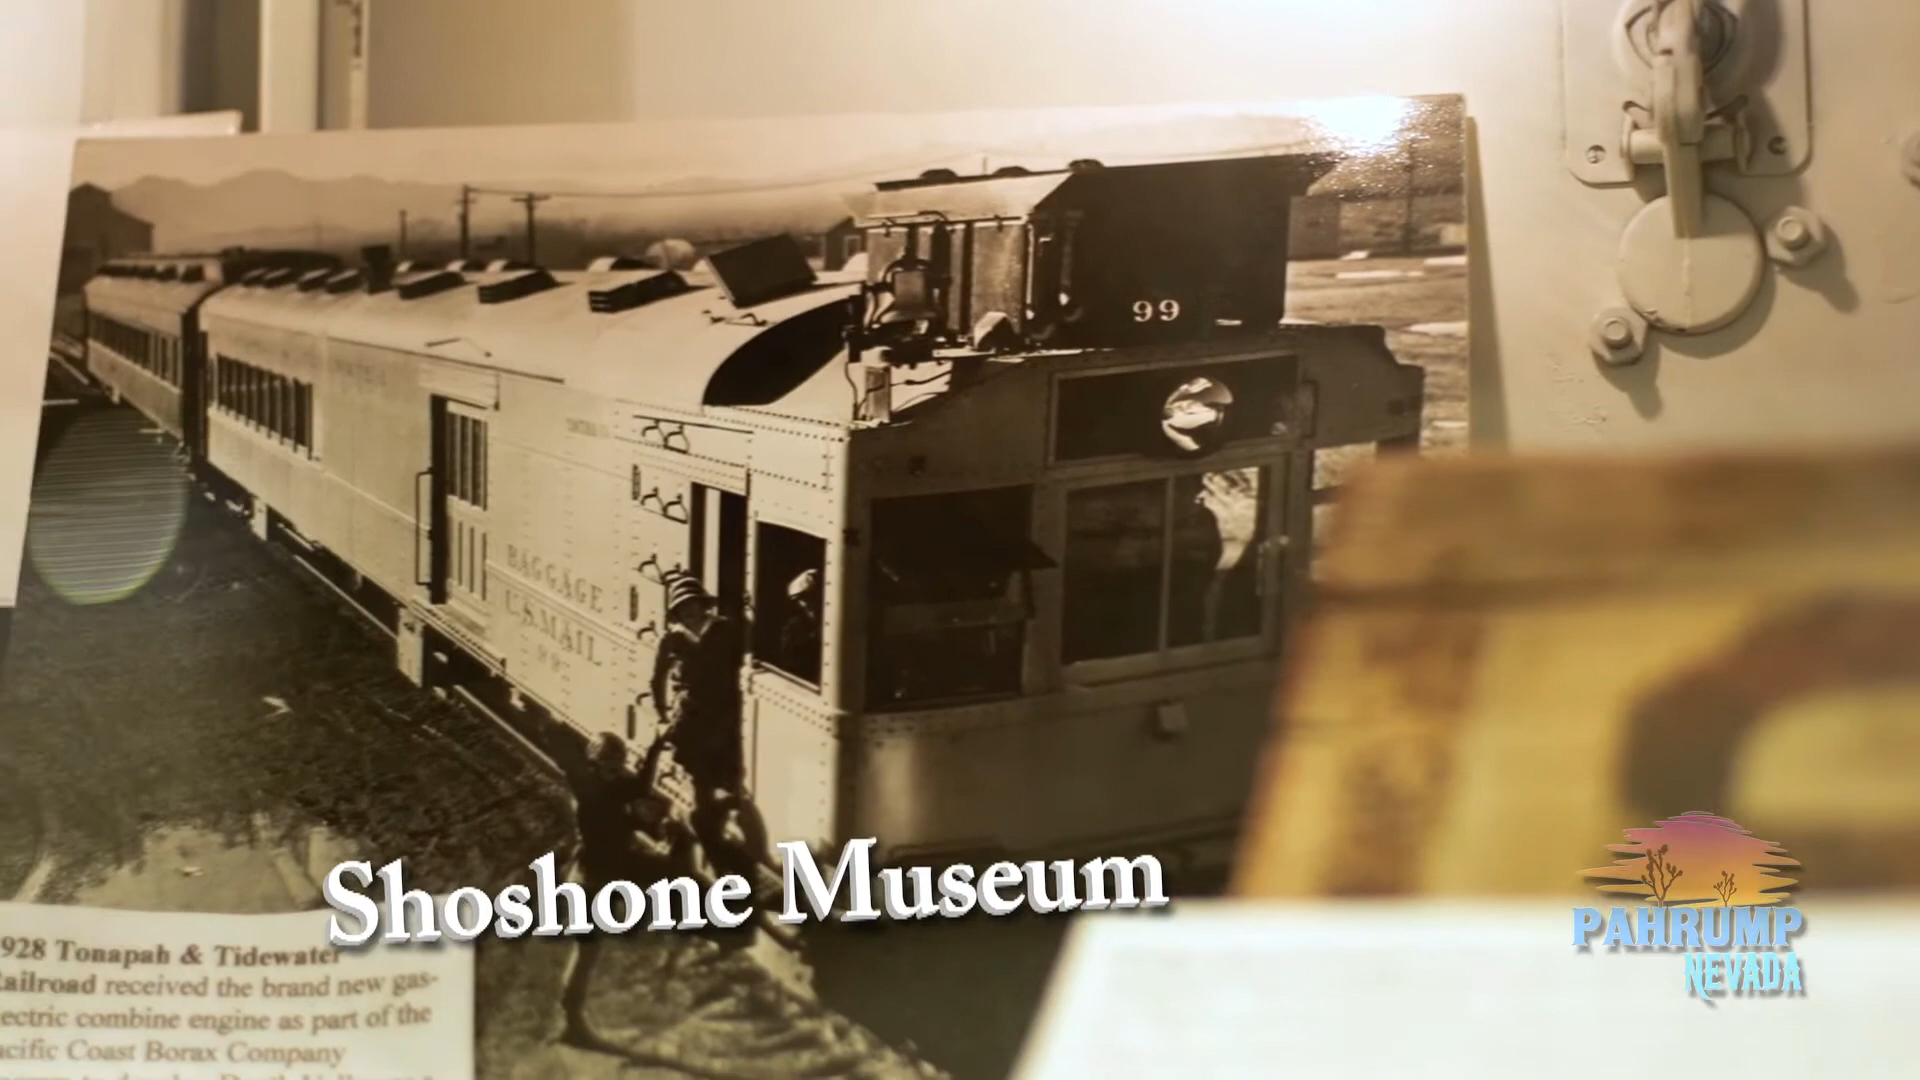 99
BAGGAGE
U.S. MAIL
99
Shoshone Museum
928 Tonapah & Tidewater
Railroad received the brand new gas-
ectric combine engine as part of the
acific Coast Borax Company
PAHRUMP
NEVADA